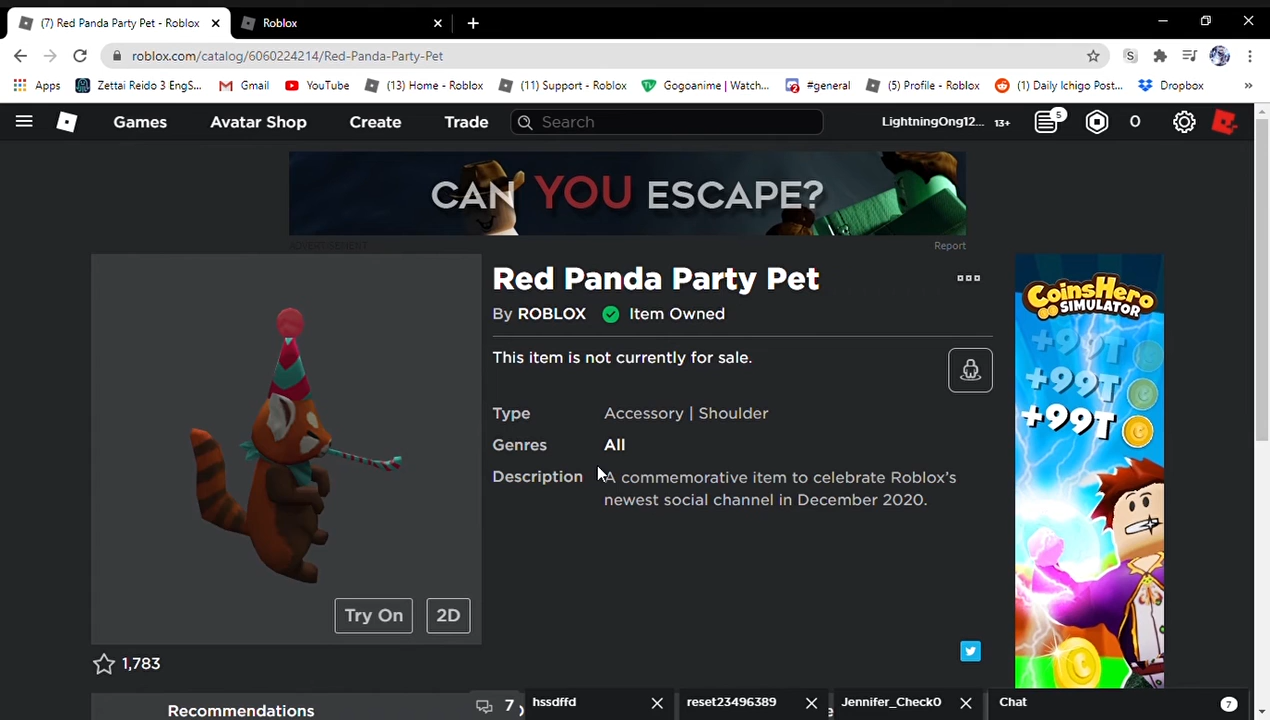 (7) Red Panda Party Pet - Roblox
Roblox
roblox.com/catalog/6060224214/Red-Panda-Party-Pet
Apps
Zettai Reido 3 EngS...
Gmail
YouTube
(13) Home - Roblox
(11) Support - Roblox
Gogoanime | Watch...
#general
(5) Profile - Roblox
(1) Daily Ichigo Post...
Dropbox
»
Games
Avatar Shop
Create
Trade
Search
LightningOng12... 13+
5
0
CAN YOU ESCAPE?
ADVERTISEMENT
Report
Red Panda Party Pet
By ROBLOX Item Owned
This item is not currently for sale.
Type Accessory | Shoulder
Genres All
Description A commemorative item to celebrate Roblox's
newest social channel in December 2020.
Try On
2D
1,783
COINSHERO
SIMULATOR
+99T
+99T
+99T
Recommendations
7
hssdffd
reset23496389
Jennifer_Check0
Chat
7